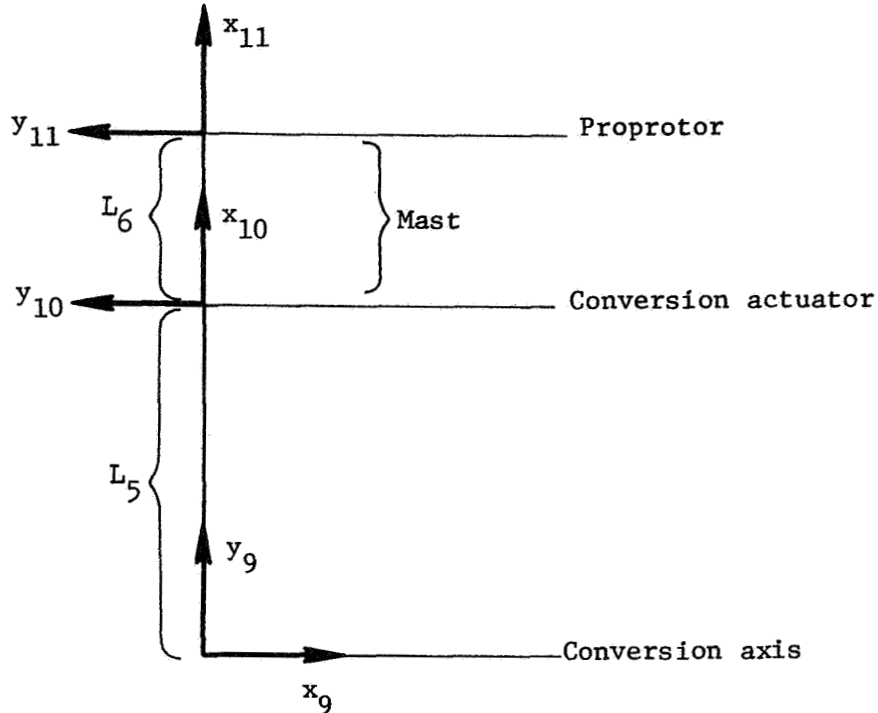 x11
y11
Proprotor
L6
x10
Mast
y10
Conversion actuator
L5
y9
Conversion axis
x9